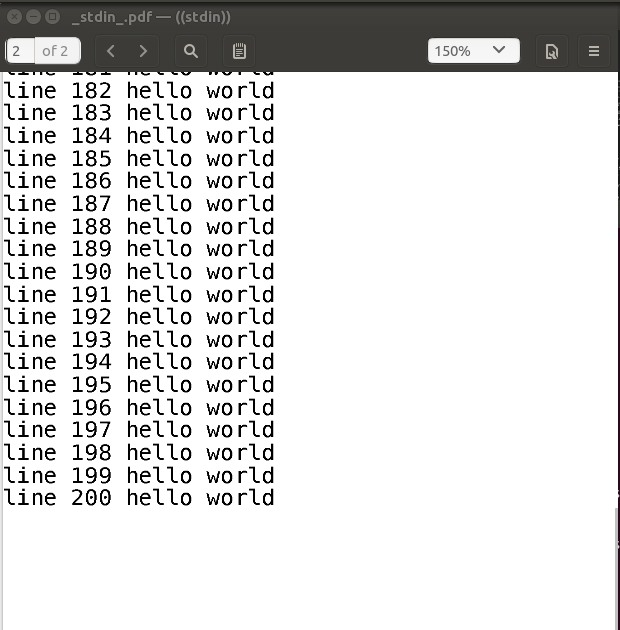 _stdin_.pdf — ((stdin))
2 of 2
150%
line 181 hello world
line 182 hello world
line 183 hello world
line 184 hello world
line 185 hello world
line 186 hello world
line 187 hello world
line 188 hello world
line 189 hello world
line 190 hello world
line 191 hello world
line 192 hello world
line 193 hello world
line 194 hello world
line 195 hello world
line 196 hello world
line 197 hello world
line 198 hello world
line 199 hello world
line 200 hello world